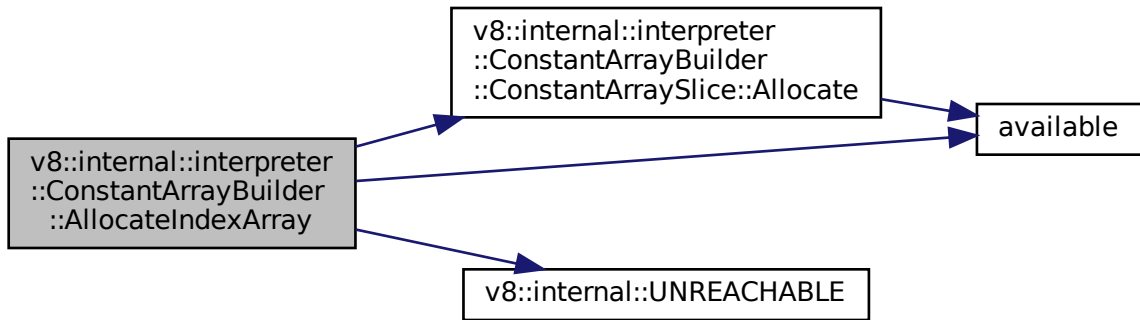 v8::internal::interpreter
::ConstantArrayBuilder
::ConstantArraySlice::Allocate
available
v8::internal::interpreter
::ConstantArrayBuilder
::AllocateIndexArray
v8::internal::UNREACHABLE